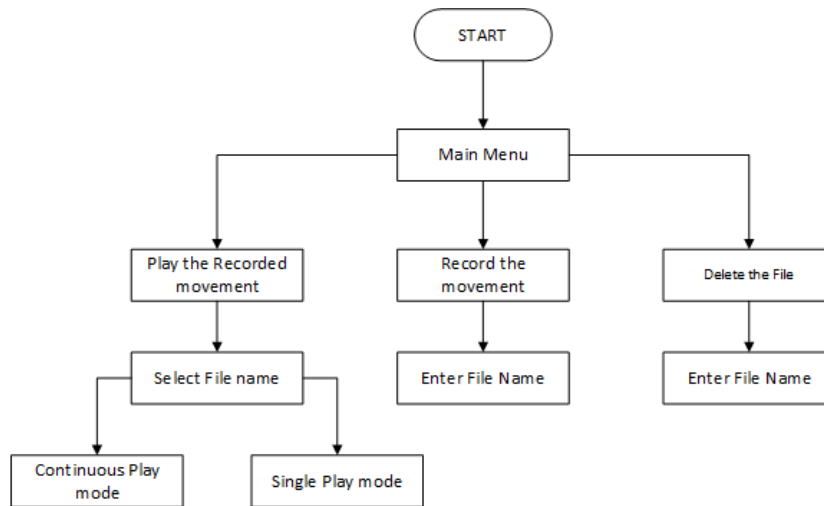 START
Main Menu
Play the Recorded
movement
Record the
movement
Delete the File
Select File name
Enter File Name
Enter File Name
Continuous Play
mode
Single Play mode